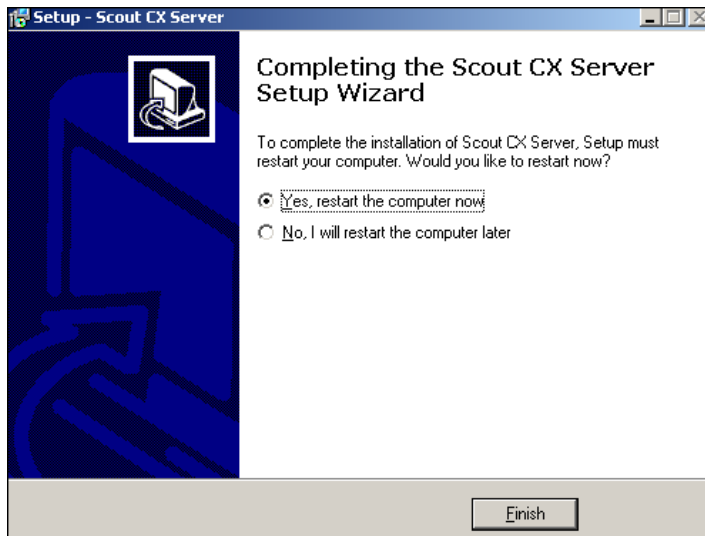 Setup - Scout CX Server
Completing the Scout CX Server
Setup Wizard
To complete the installation of Scout CX Server, Setup must
restart your computer. Would you like to restart now?
Yes, restart the computer now
No, I will restart the computer later
Finish